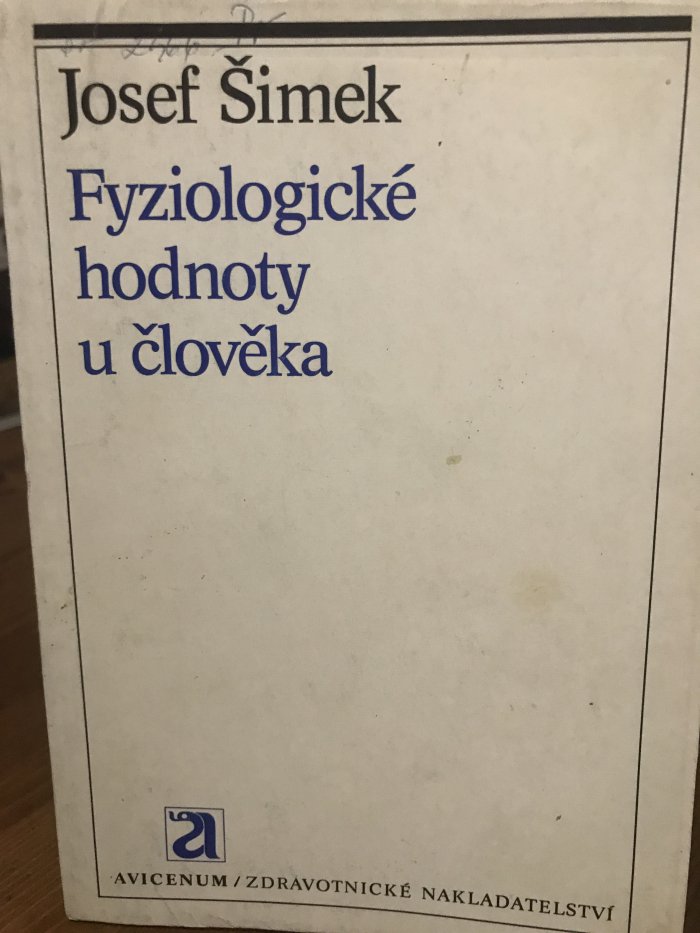 Josef Šimek
Fyziologické
hodnoty
u člověka
AVICENUM / ZDRAVOTNICKÉ NAKLADATELSTVÍ